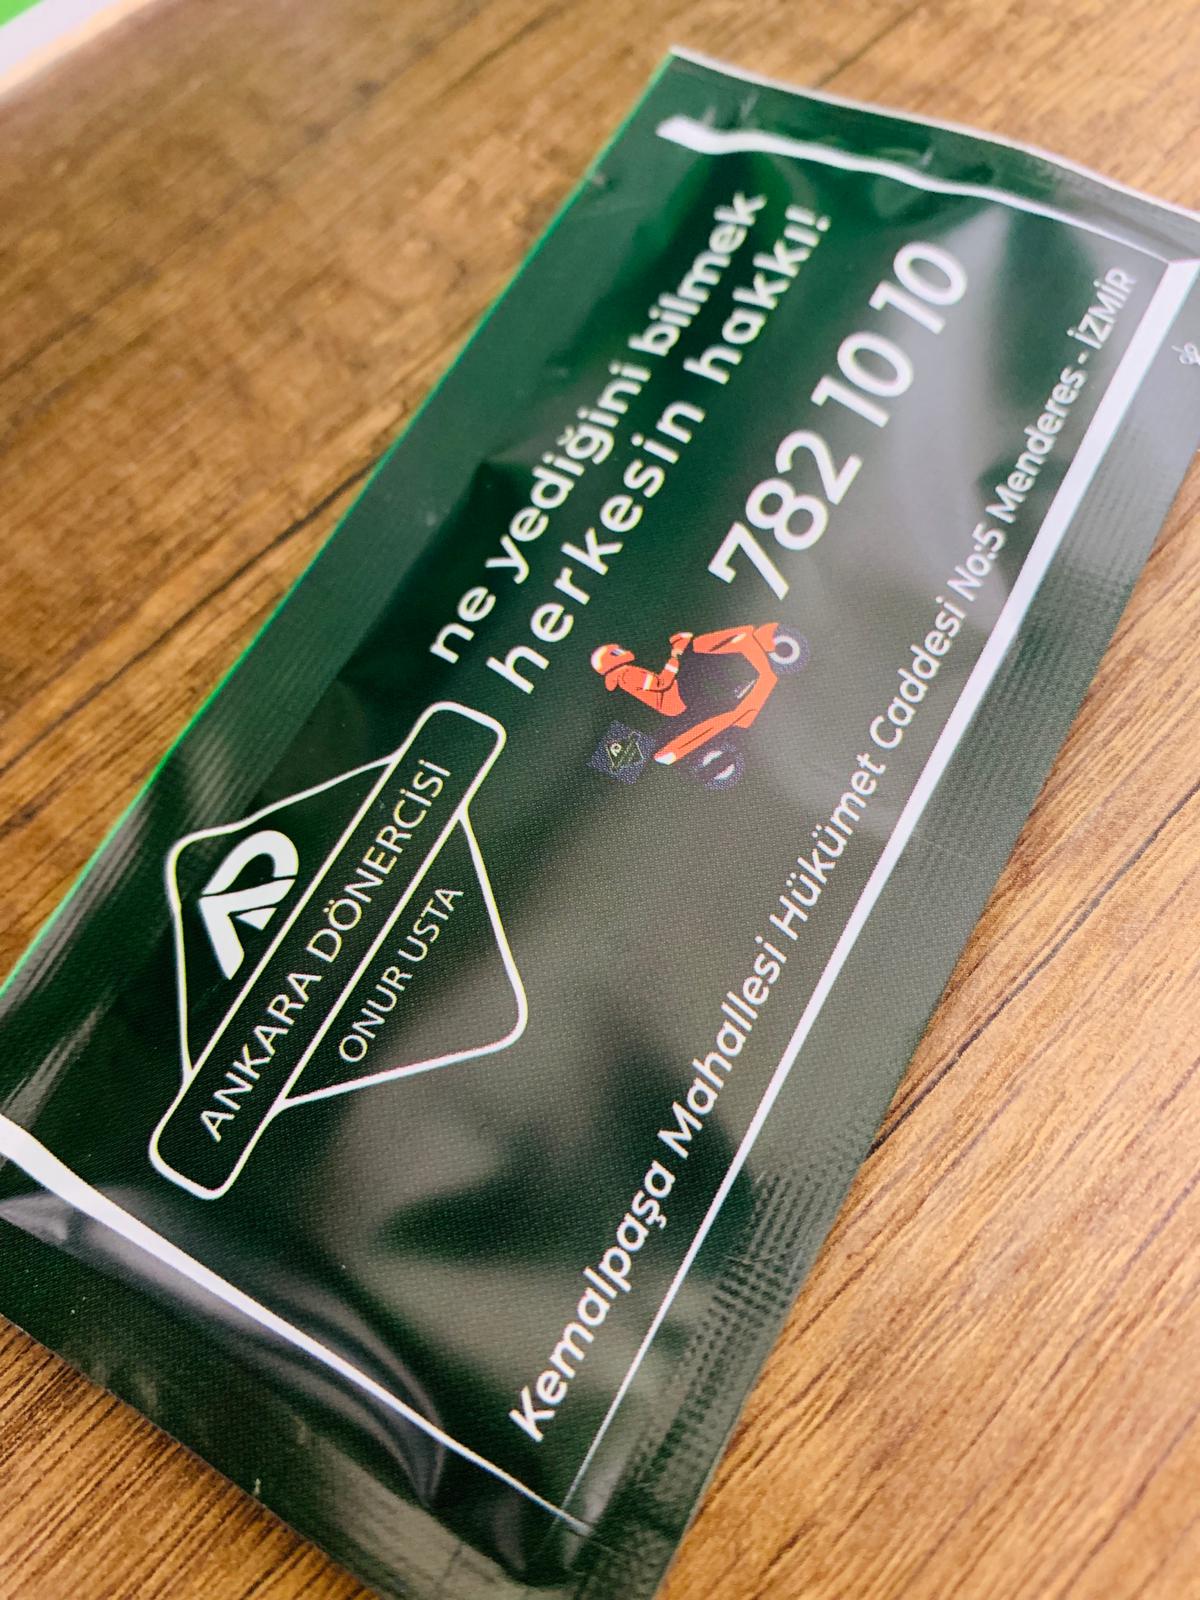 AD
ANKARA DÖNERCİSİ
ONUR USTA
ne yediğini bilmek
herkesin hakkı!
782 10 10
Kemalpaşa Mahallesi Hükümet Caddesi No:5 Menderes - İZMİR